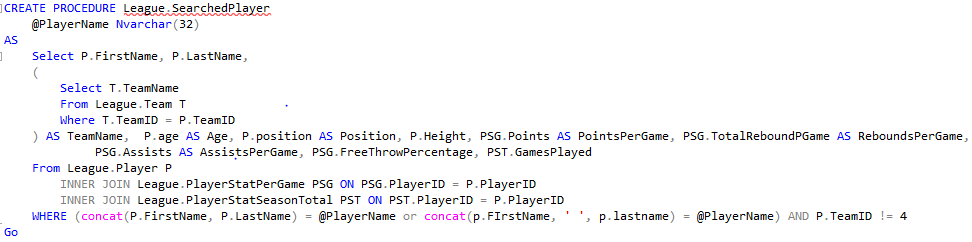 CREATE PROCEDURE League.SearchedPlayer
@PlayerName Nvarchar(32)
AS
Select P.FirstName, P.LastName,
(
Select T.TeamName
From League.Team T
Where T.TeamID = P.TeamID
) AS TeamName, P.age AS Age, P.position AS Position, P.Height, PSG.Points AS PointsPerGame, PSG.TotalReboundPGame AS ReboundsPerGame,
PSG.Assists AS AssistsPerGame, PSG.FreeThrowPercentage, PST.GamesPlayed
From League.Player P
INNER JOIN League.PlayerStatPerGame PSG ON PSG.PlayerID = P.PlayerID
INNER JOIN League.PlayerStatSeasonTotal PST ON PST.PlayerID = P.PlayerID
WHERE (concat(P.FirstName, P.LastName) = @PlayerName or concat(p.FIrstName, ' ', p.lastname) = @PlayerName) AND P.TeamID != 4
Go